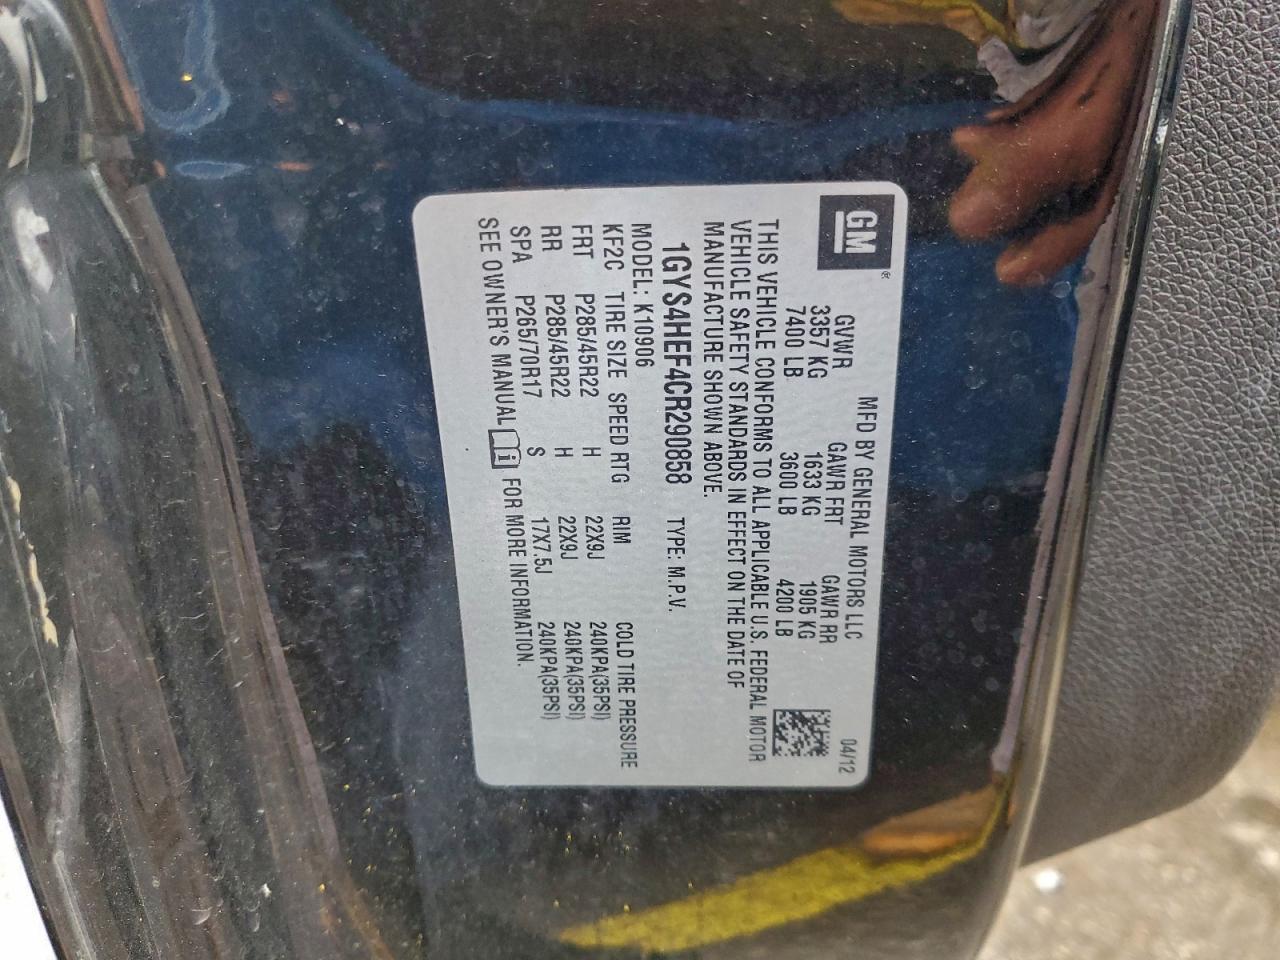 GM®
MFD BY GENERAL MOTORS LLC 04/12
GVWR GAWR FRT GAWR RR
3357 KG 1633 KG 1905 KG
7400 LB 3600 LB 4200 LB
THIS VEHICLE CONFORMS TO ALL APPLICABLE U.S. FEDERAL MOTOR
VEHICLE SAFETY STANDARDS IN EFFECT ON THE DATE OF
MANUFACTURE SHOWN ABOVE.
1GYS4HEF4CR290858 TYPE: M.P.V.
MODEL: K10906
KF2C TIRE SIZE SPEED RTG RIM COLD TIRE PRESSURE
FRT P285/45R22 H 22X9J 240KPA(35PSI)
RR P285/45R22 H 22X9J 240KPA(35PSI)
SPA P265/70R17 S 17X7.5J 240KPA(35PSI)
SEE OWNER'S MANUAL i FOR MORE INFORMATION.